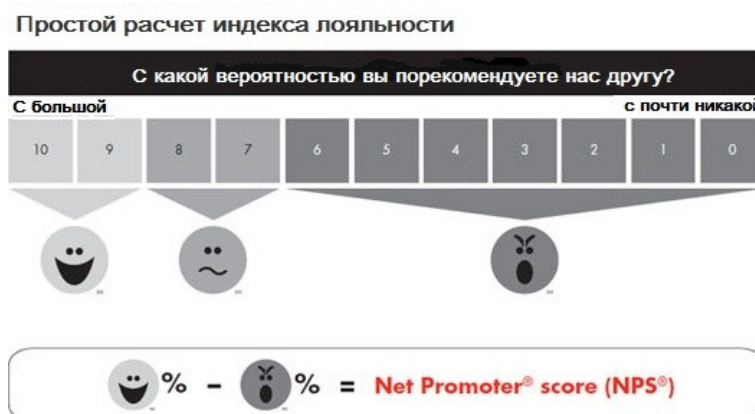 Простой расчет индекса лояльности
С какой вероятностью вы порекомендуете нас другу?
С большой с почти никакой
10 9 8 7 6 5 4 3 2 1 0
% – % = Net Promoter® score (NPS®)